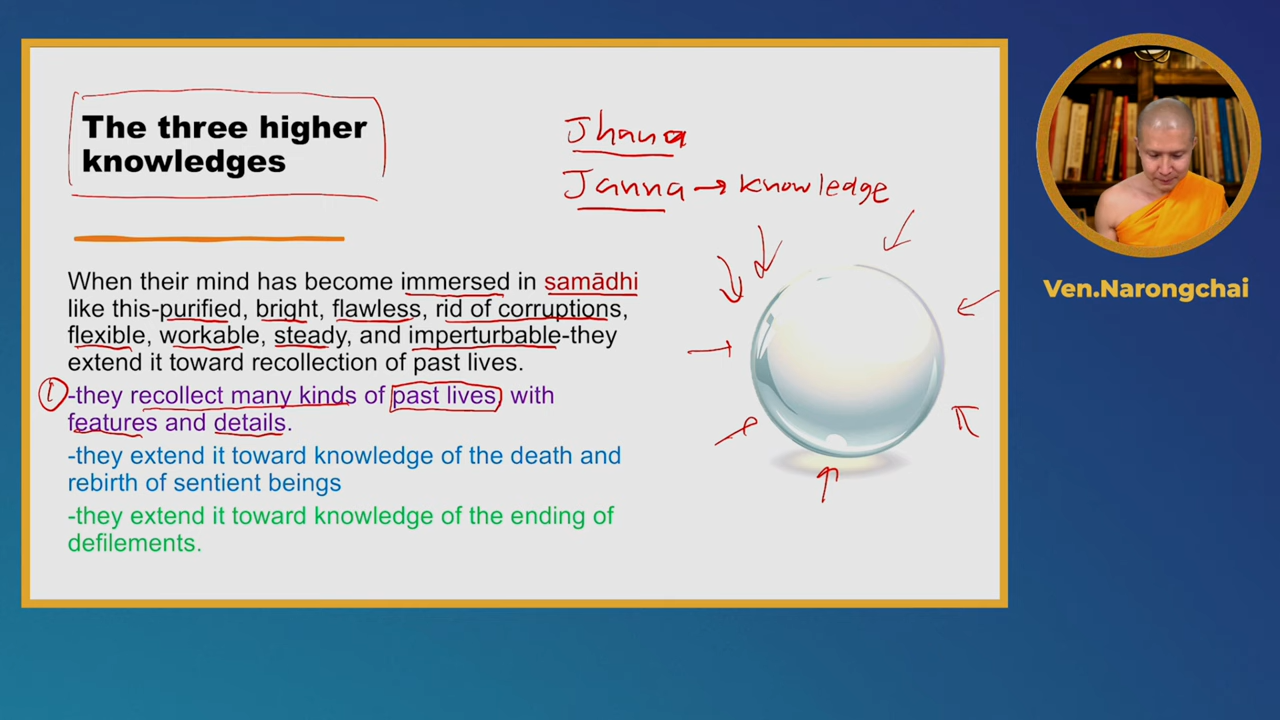 The three higher
knowledges
Jhana
Janna → knowledge
When their mind has become immersed in samādhi
like this-purified, bright, flawless, rid of corruptions,
flexible, workable, steady, and imperturbable-they
extend it toward recollection of past lives.
① -they recollect many kinds of past lives, with
features and details.
-they extend it toward knowledge of the death and
rebirth of sentient beings
-they extend it toward knowledge of the ending of
defilements.
Ven.Narongchai